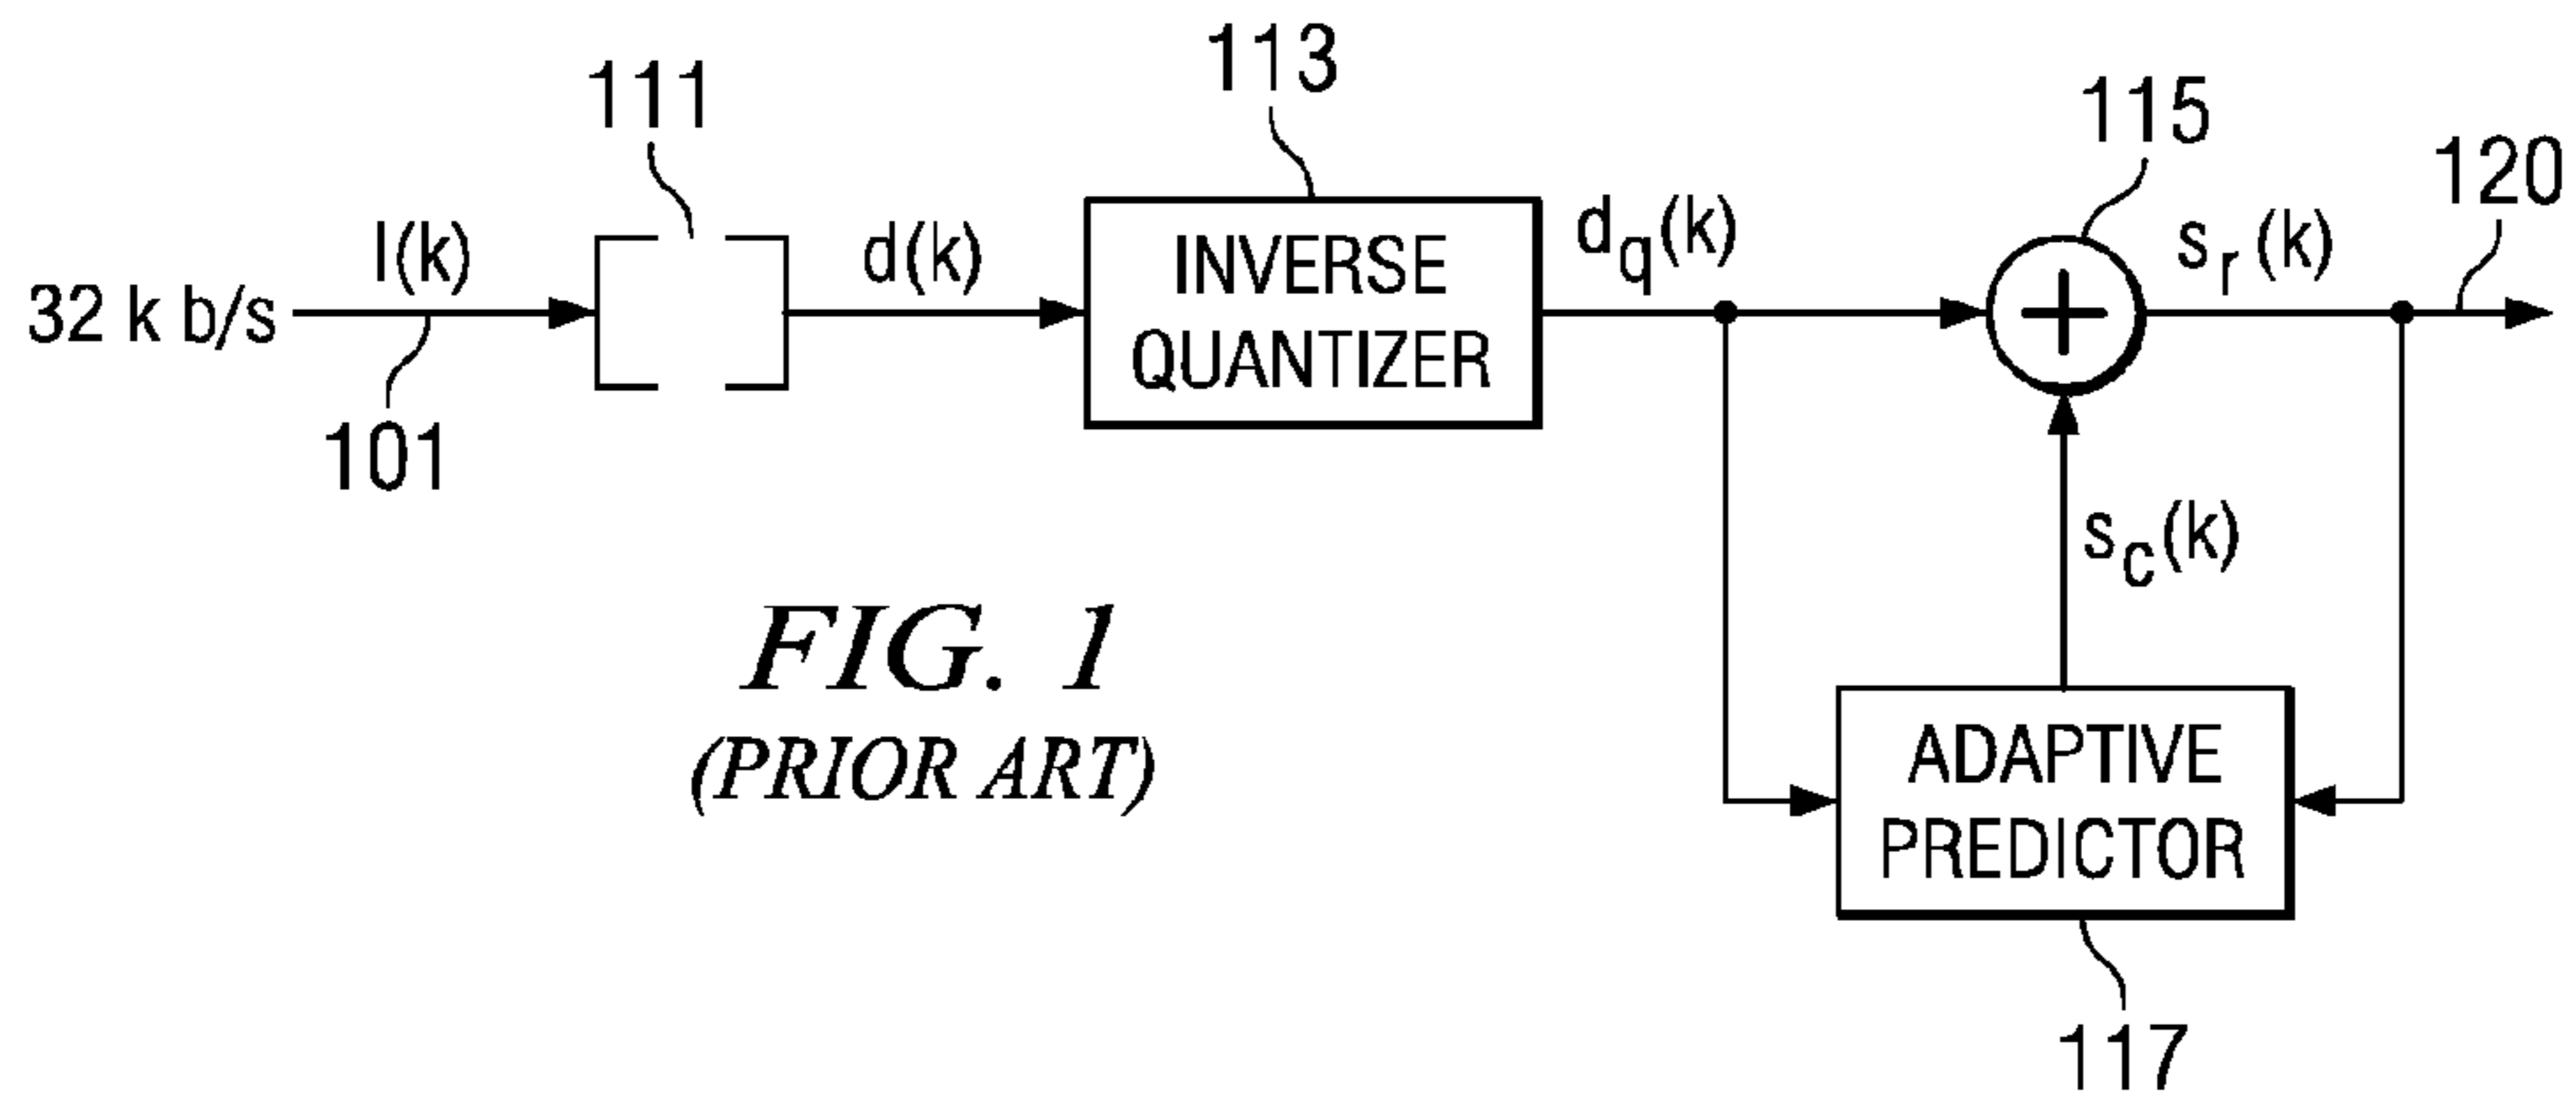 113
111
115
120
32 k b/s
I(k)
d(k)
INVERSE
QUANTIZER
dq(k)
sr(k)
101
sc(k)
FIG. 1
(PRIOR ART)
ADAPTIVE
PREDICTOR
117